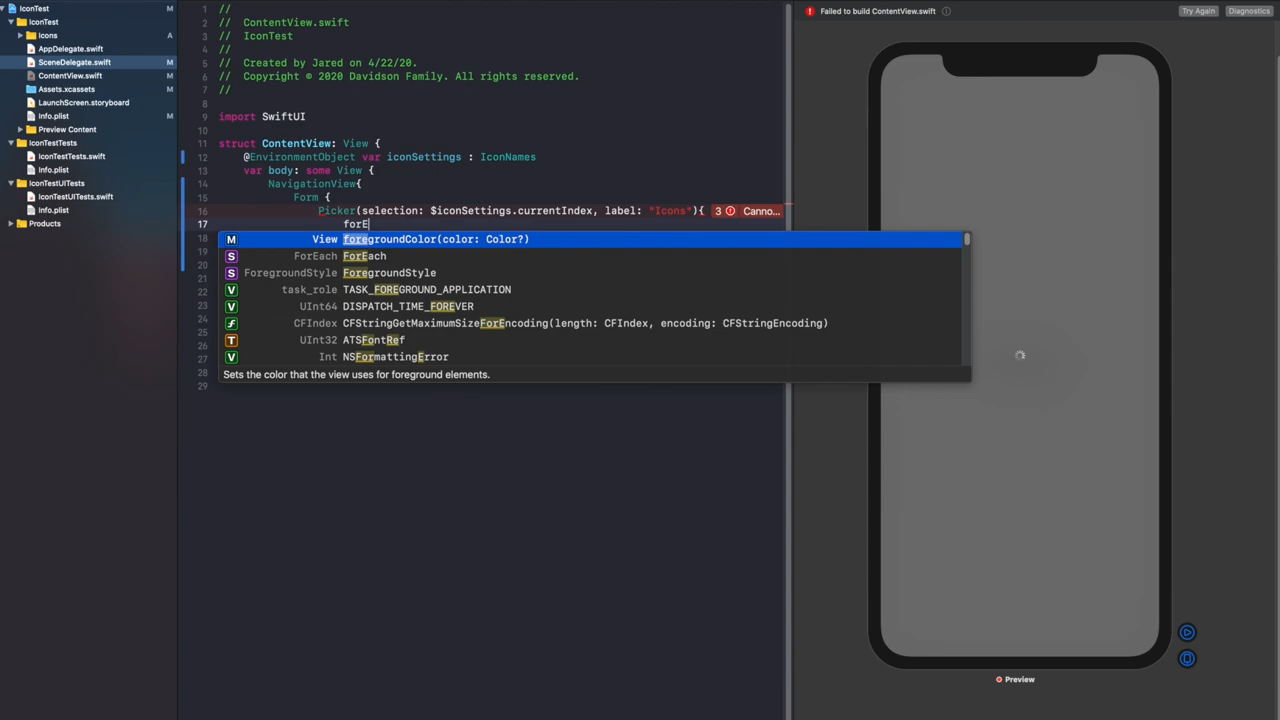 IconTest M
IconTest M
Icons A
AppDelegate.swift
SceneDelegate.swift M
ContentView.swift M
Assets.xcassets M
LaunchScreen.storyboard
Info.plist M
Preview Content
IconTestTests
IconTestTests.swift
Info.plist
IconTestUITests
IconTestUITests.swift
Info.plist
Products
1 //
2 // ContentView.swift
3 // IconTest
4 //
5 // Created by Jared on 4/22/20.
6 // Copyright © 2020 Davidson Family. All rights reserved.
7 //
8
9 import SwiftUI
10
11 struct ContentView: View {
12 @EnvironmentObject var iconSettings : IconNames
13 var body: some View {
14 NavigationView{
15 Form {
16 Picker(selection: $iconSettings.currentIndex, label: "Icons"){ 3 Canno...
17 forE
18 M View foregroundColor(color: Color?)
19 S ForEach ForEach
20 S ForegroundStyle ForegroundStyle
21
22 V task_role TASK_FOREGROUND_APPLICATION
23 V UInt64 DISPATCH_TIME_FOREVER
24 f CFIndex CFStringGetMaximumSizeForEncoding(length: CFIndex, encoding: CFStringEncoding)
25
26 T UInt32 ATSFontRef
27 V Int NSFormattingError
28 Sets the color that the view uses for foreground elements.
29
Failed to build ContentView.swift Try Again Diagnostics
Preview